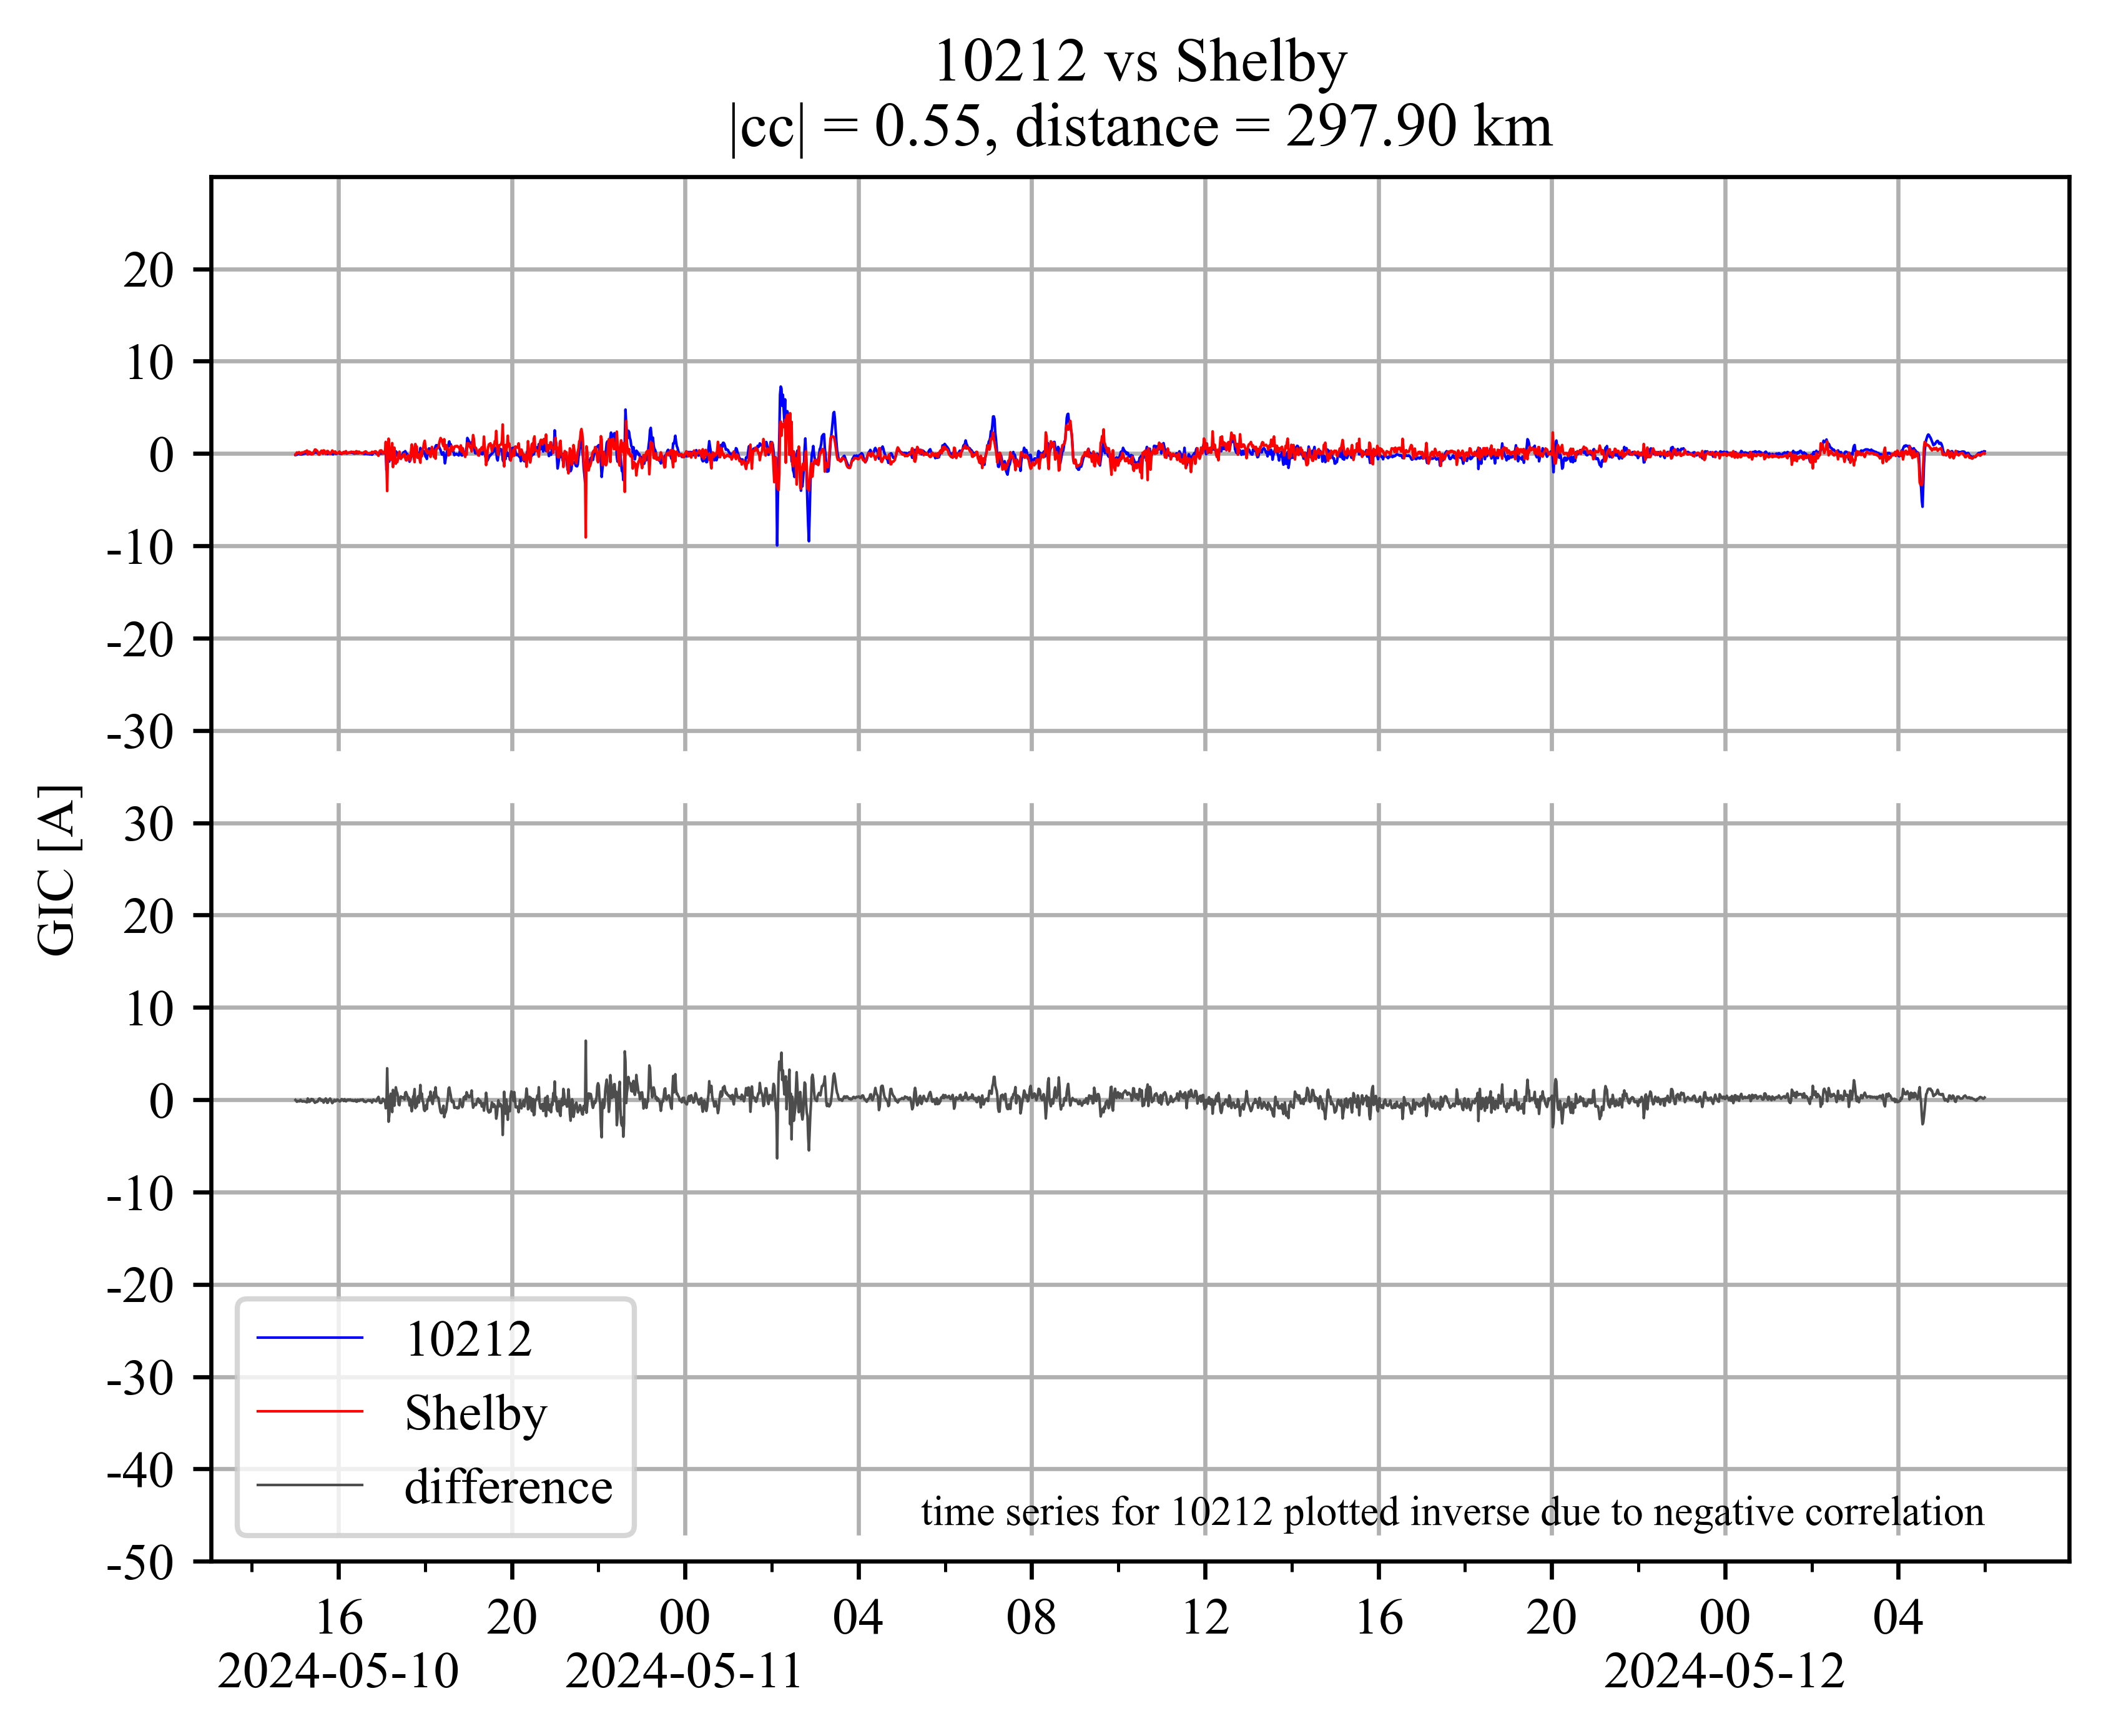 10212 vs Shelby
|cc| = 0.55, distance = 297.90 km
20
10
0
-10
-20
-30
30
20
10
0
-10
-20
-30
-40
-50
GIC [A]
10212
Shelby
difference
time series for 10212 plotted inverse due to negative correlation
16 20 00 04 08 12 16 20 00 04
2024-05-10 2024-05-11 2024-05-12